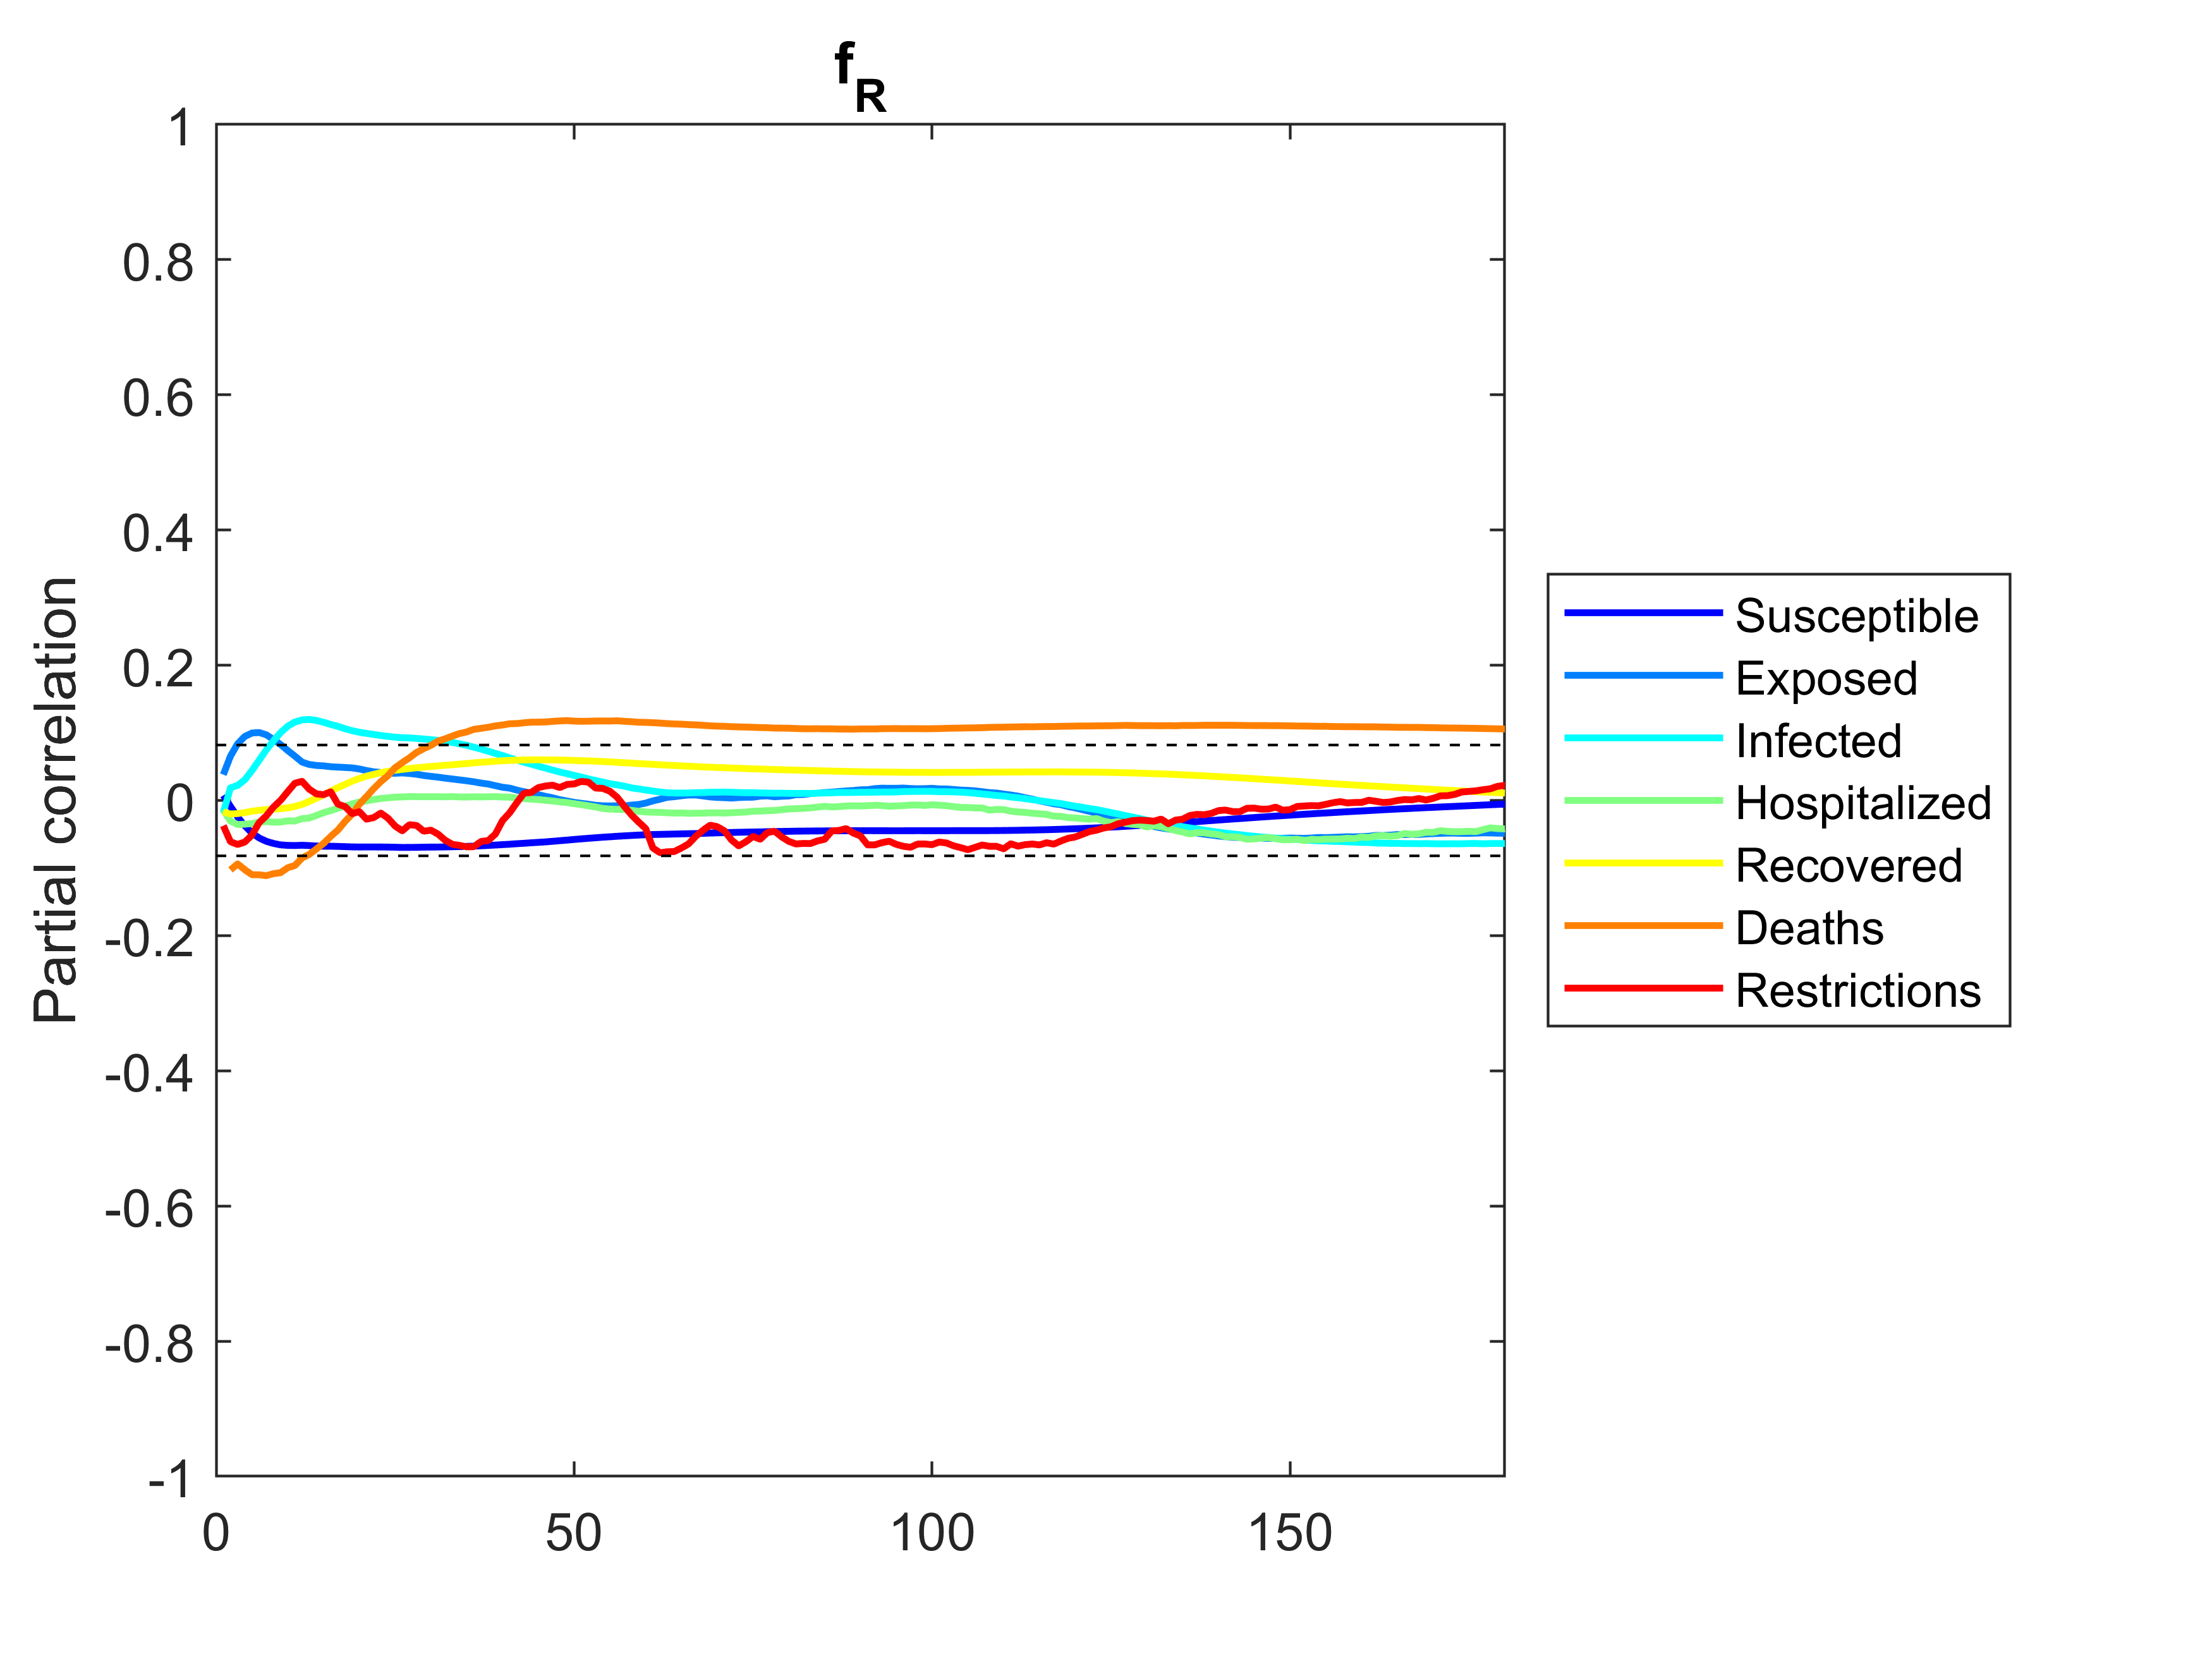 f_R
1
0.8
0.6
0.4
0.2
0
-0.2
-0.4
-0.6
-0.8
-1
Partial correlation
0 50 100 150
Susceptible
Exposed
Infected
Hospitalized
Recovered
Deaths
Restrictions